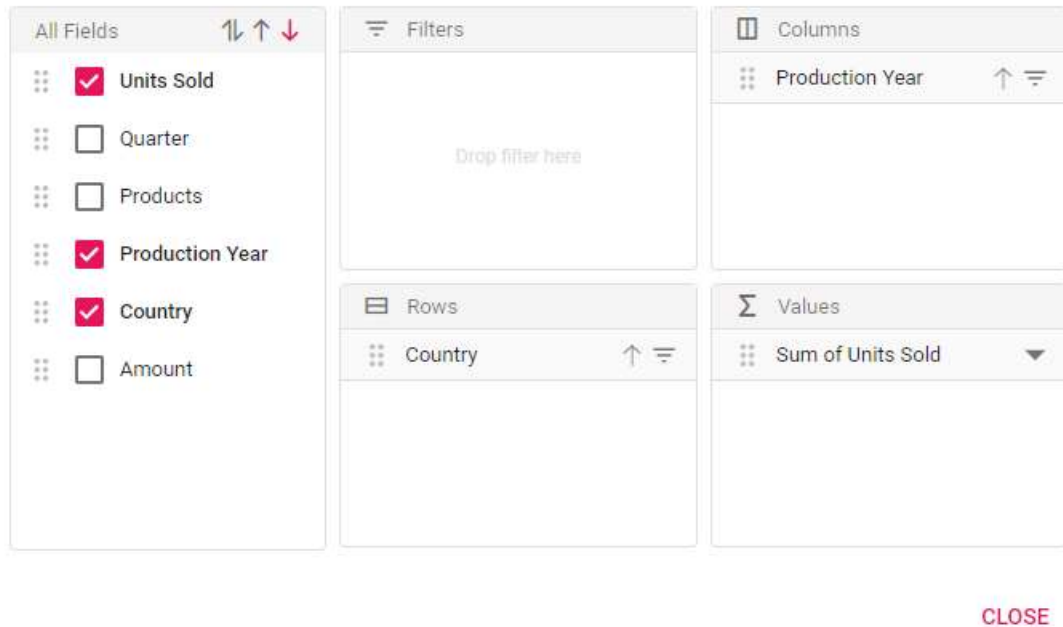 All Fields
Units Sold
Quarter
Products
Production Year
Country
Amount
Filters
Drop filter here
Columns
Production Year
Rows
Country
Values
Sum of Units Sold
CLOSE